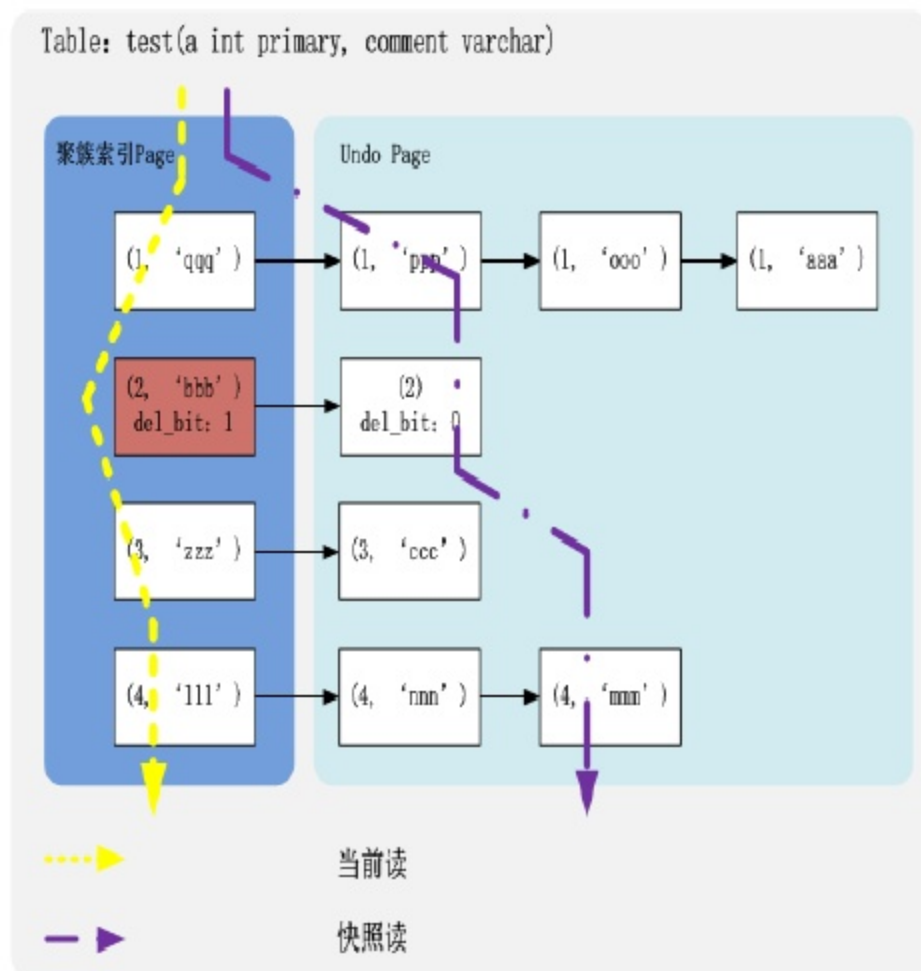 Table: test(a int primary, comment varchar)
聚簇索引Page
Undo Page
(1, ‘qqq’)
(1, ‘ppp’)
(1, ‘ooo’)
(1, ‘aaa’)
(2, ‘bbb’)
del_bit: 1
(2)
del_bit: 0
(3, ‘zzz’)
(3, ‘ccc’)
(4, ‘lll’)
(4, ‘nnn’)
(4, ‘mmm’)
当前读
快照读